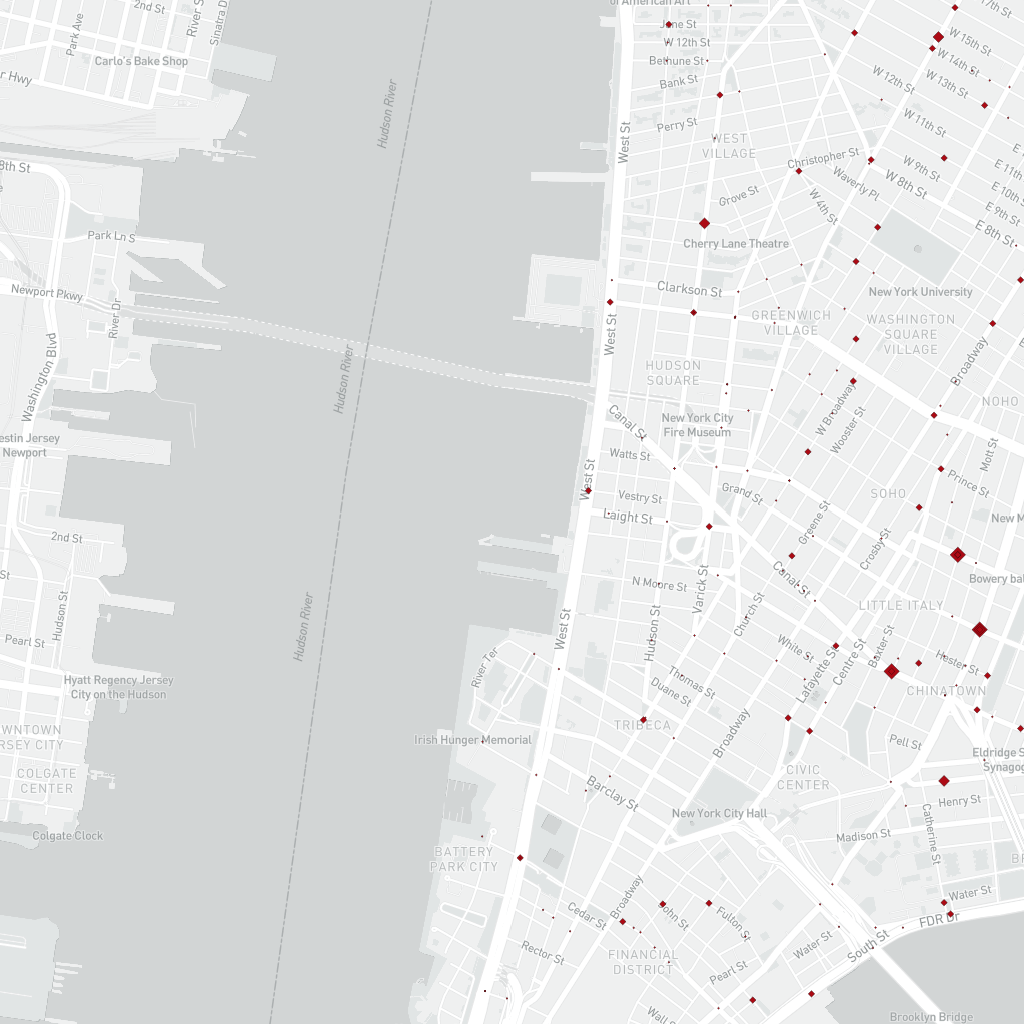 of American Art
2nd St
River St
Sinatra Dr
Park Ave
Jane St
17th St
W 12th St
W 15th St
Carlo's Bake Shop
Bethune St
W 14th St
Bank St
W 12th St
W 13th St
r Hwy
Hudson River
Perry St
W 11th St
West St
WEST
VILLAGE
Christopher St
W 9th St
E 11th St
8th St
Waverly Pl
W 8th St
E 10th St
Grove St
W 4th St
E 9th St
Park Ln S
Cherry Lane Theatre
E 8th St
Newport Pkwy
Clarkson St
New York University
River Dr
GREENWICH
VILLAGE
WASHINGTON
SQUARE
VILLAGE
West St
Broadway
Washington Blvd
Hudson River
HUDSON
SQUARE
NOHO
W Broadway
New York City
Fire Museum
Canal St
Wooster St
estin Jersey
Newport
Watts St
Mott St
West St
Vestry St
Grand St
SOHO
Prince St
Laight St
Greene St
New M
2nd St
Crosby St
Canal St
Bowery bal
St
N Moore St
Varick St
Hudson St
Hudson River
Church St
LITTLE ITALY
Pearl St
West St
Hudson St
White St
Baxter St
Centre St
Lafayette St
Hester St
River Ter
Hyatt Regency Jersey
City on the Hudson
Thomas St
Duane St
CHINATOWN
WNTOWN
RSEY CITY
TRIBECA
Broadway
Irish Hunger Memorial
Pell St
Eldridge S
Synagog
COLGATE
CENTER
CIVIC
CENTER
Barclay St
Henry St
New York City Hall
Catherine St
Colgate Clock
Madison St
BATTERY
PARK CITY
BR
Broadway
Water St
Cedar St
John St
Fulton St
FDR Dr
Rector St
Water St
South St
FINANCIAL
DISTRICT
Pearl St
Wall S
Brooklyn Bridge